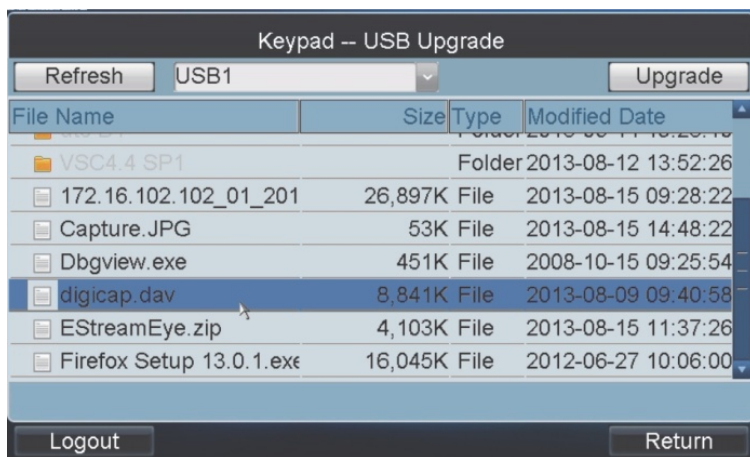 Keypad -- USB Upgrade
Refresh USB1 Upgrade
File Name Size Type Modified Date
VSC4.4 SP1 Folder 2013-08-12 13:52:26
172.16.102.102_01_201 26,897K File 2013-08-15 09:28:22
Capture.JPG 53K File 2013-08-15 14:48:22
Dbgview.exe 451K File 2008-10-15 09:25:54
digicap.dav 8,841K File 2013-08-09 09:40:58
EStreamEye.zip 4,103K File 2013-08-15 11:37:26
Firefox Setup 13.0.1.exe 16,045K File 2012-06-27 10:06:00
Logout Return